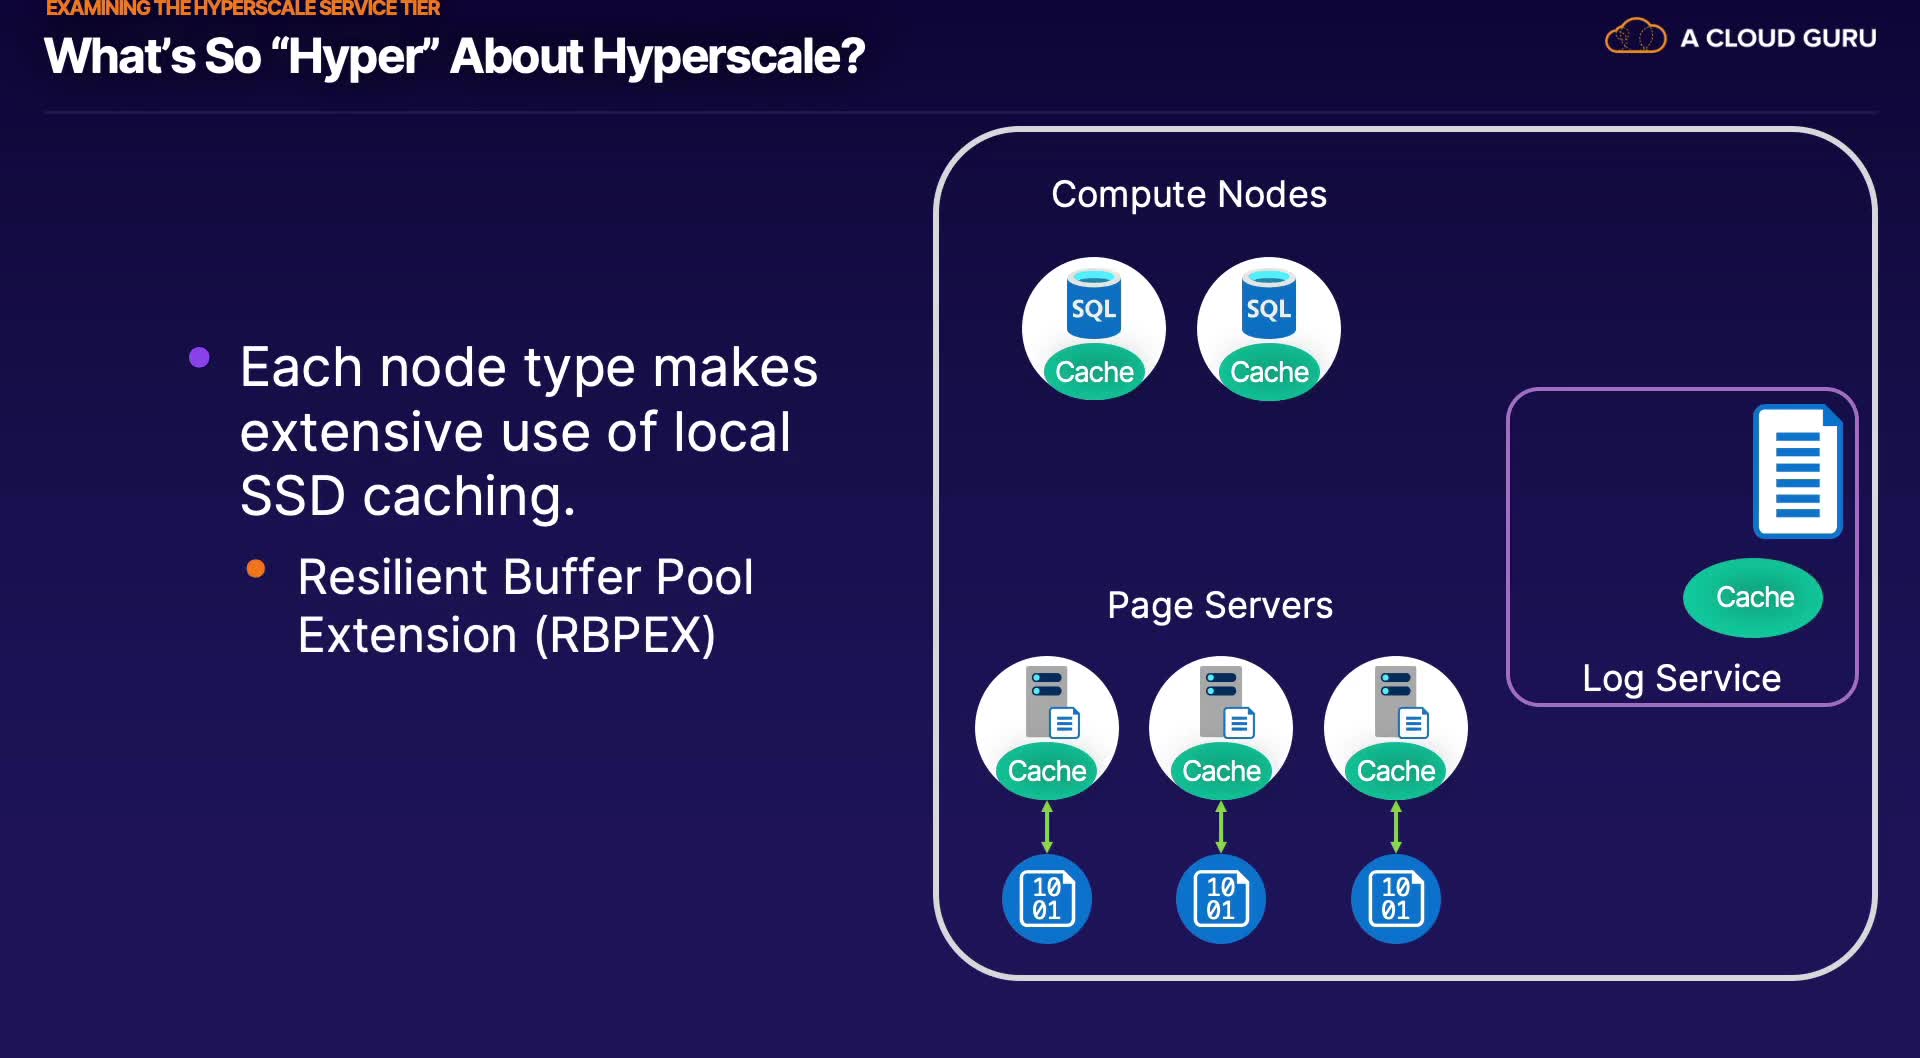 EXAMINING THE HYPERSCALE SERVICE TIER
What's So “Hyper” About Hyperscale?
A CLOUD GURU
Each node type makes
extensive use of local
SSD caching.
Resilient Buffer Pool
Extension (RBPEX)
Compute Nodes
SQL
SQL
Cache
Cache
Cache
Log Service
Page Servers
Cache
Cache
Cache
10
01
10
01
10
01